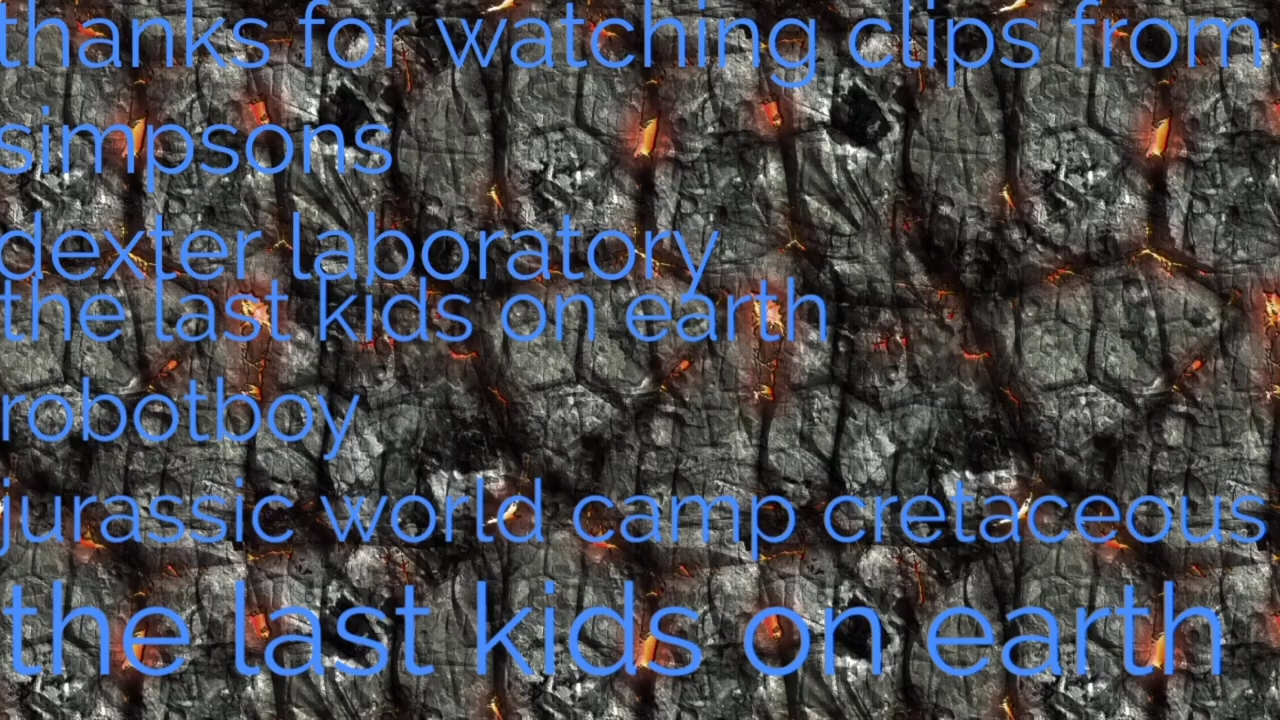 thanks for watching clips from
simpsons
dexter laboratory
the last kids on earth
robotboy
jurassic world camp cretaceous
the last kids on earth